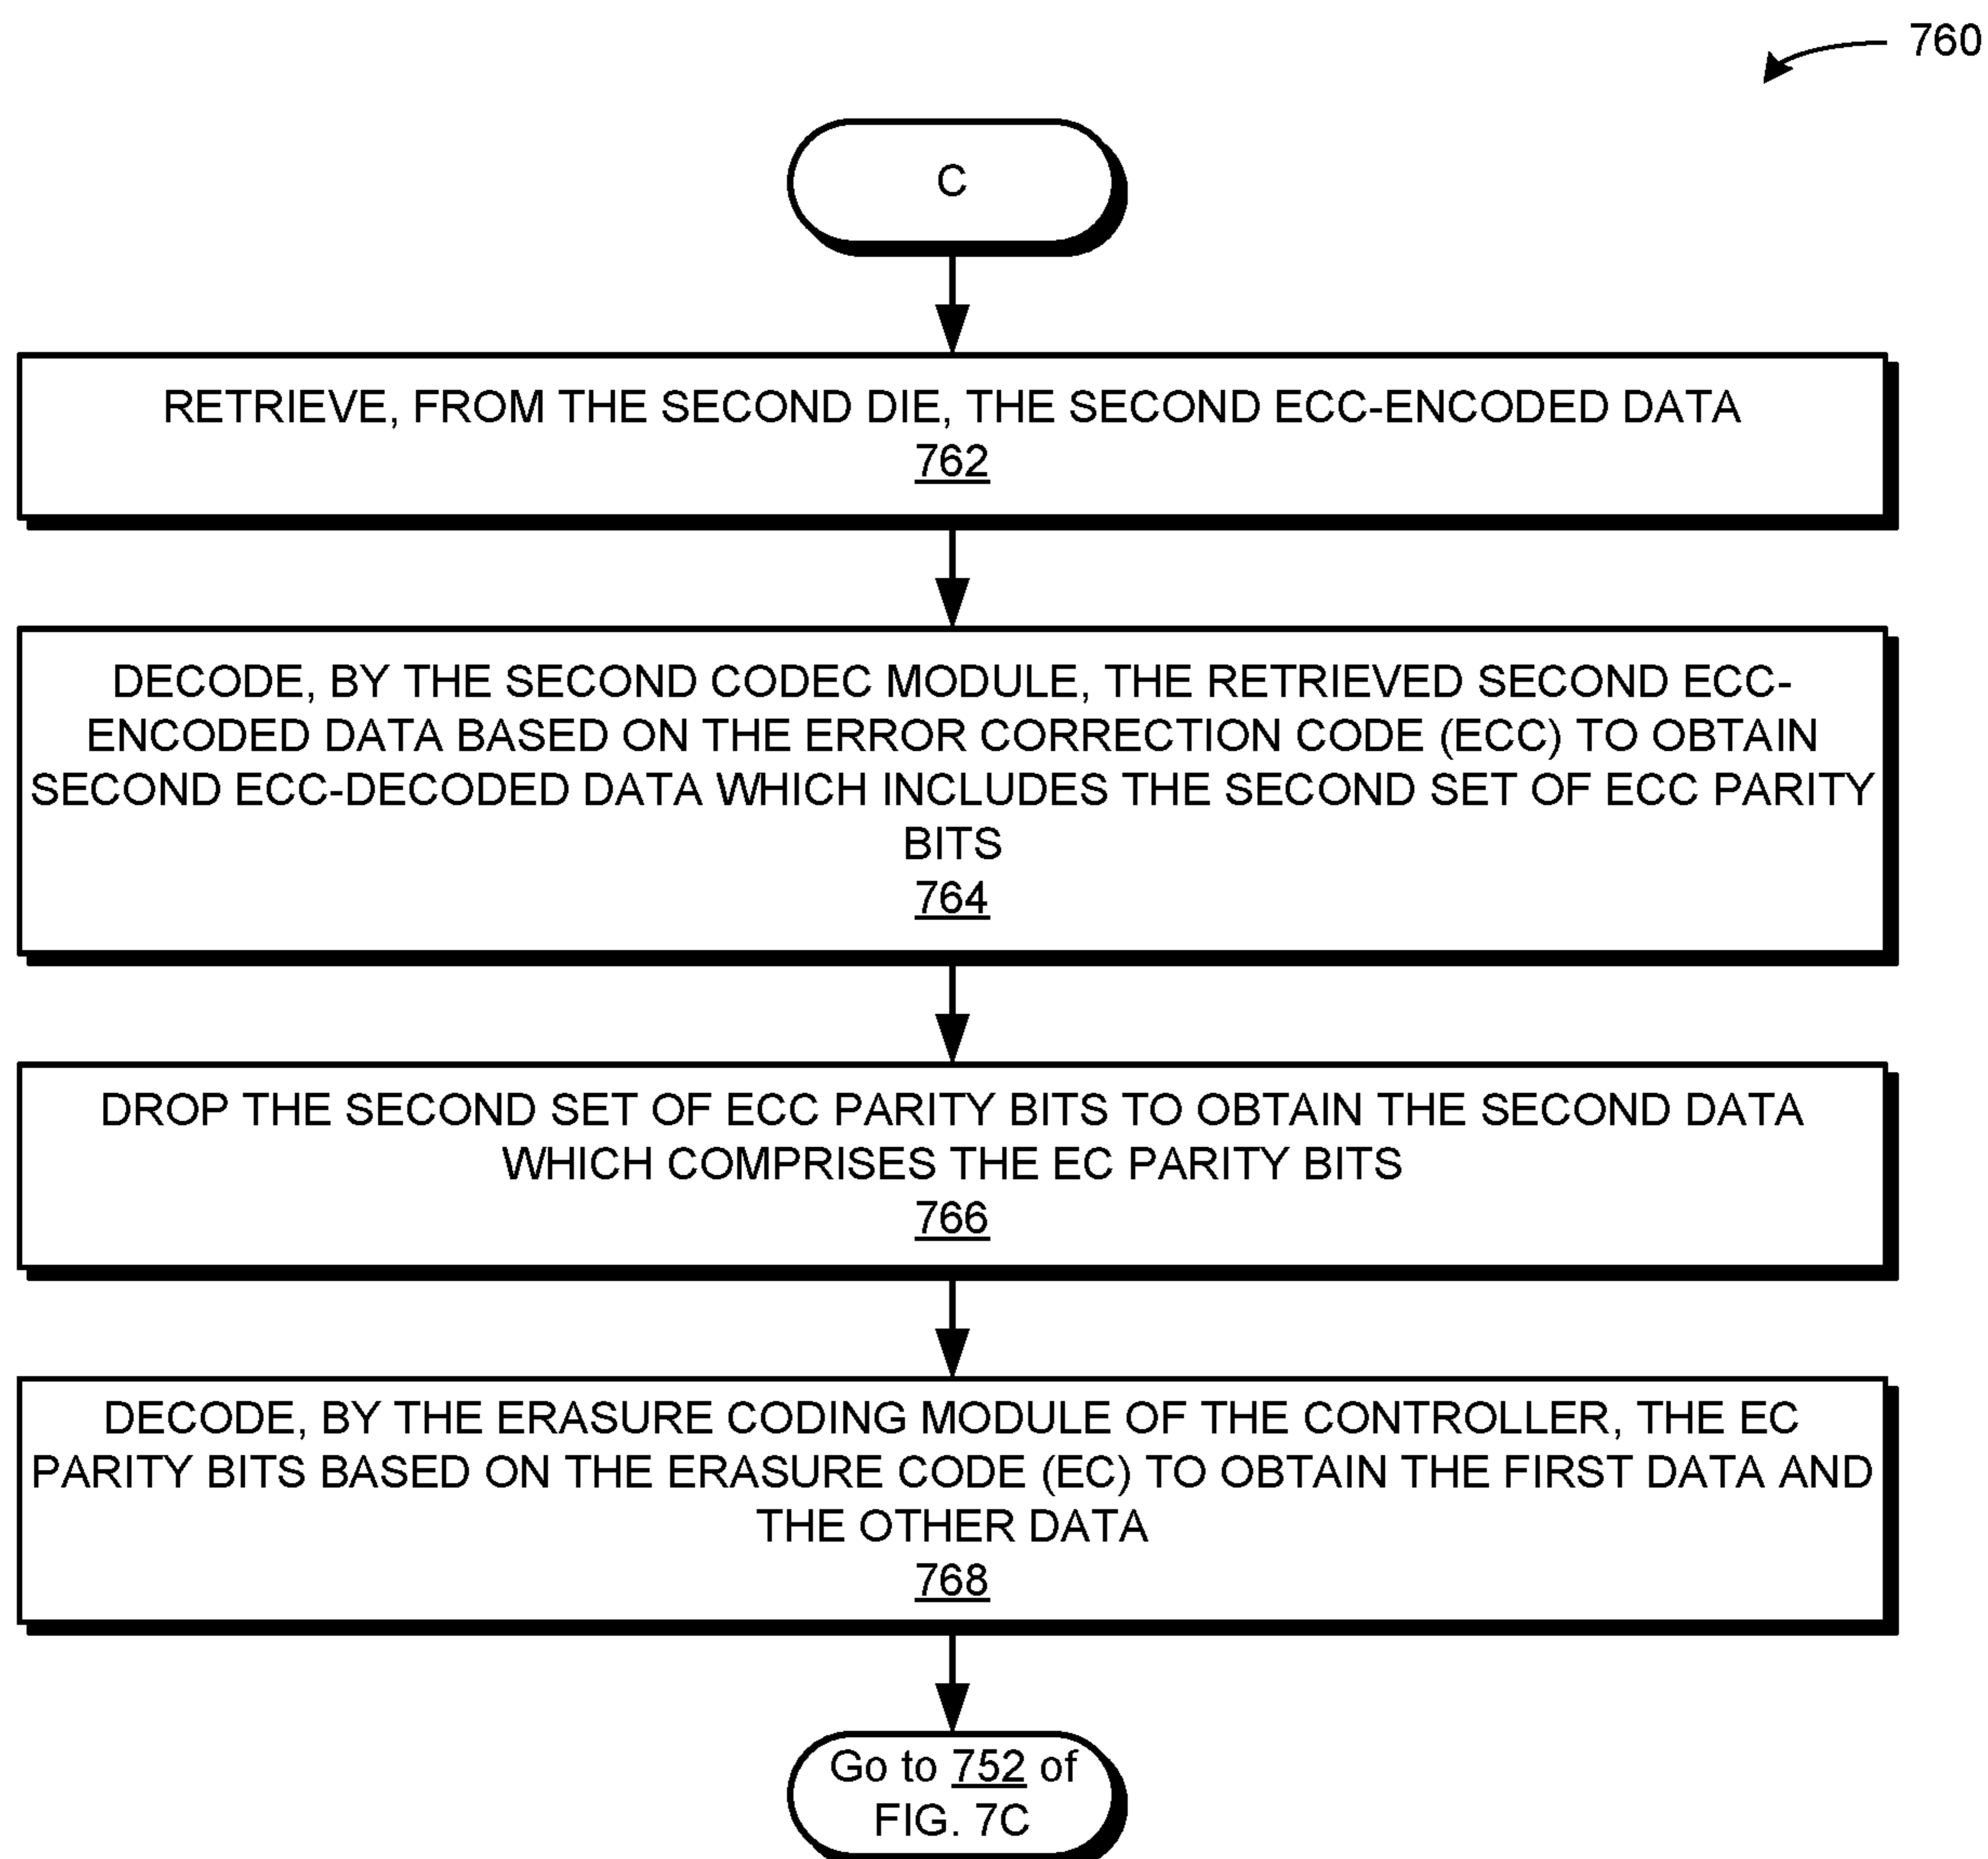 760
C
RETRIEVE, FROM THE SECOND DIE, THE SECOND ECC-ENCODED DATA
762
DECODE, BY THE SECOND CODEC MODULE, THE RETRIEVED SECOND ECC-
ENCODED DATA BASED ON THE ERROR CORRECTION CODE (ECC) TO OBTAIN
SECOND ECC-DECODED DATA WHICH INCLUDES THE SECOND SET OF ECC PARITY
BITS
764
DROP THE SECOND SET OF ECC PARITY BITS TO OBTAIN THE SECOND DATA
WHICH COMPRISES THE EC PARITY BITS
766
DECODE, BY THE ERASURE CODING MODULE OF THE CONTROLLER, THE EC
PARITY BITS BASED ON THE ERASURE CODE (EC) TO OBTAIN THE FIRST DATA AND
THE OTHER DATA
768
Go to 752 of
FIG. 7C